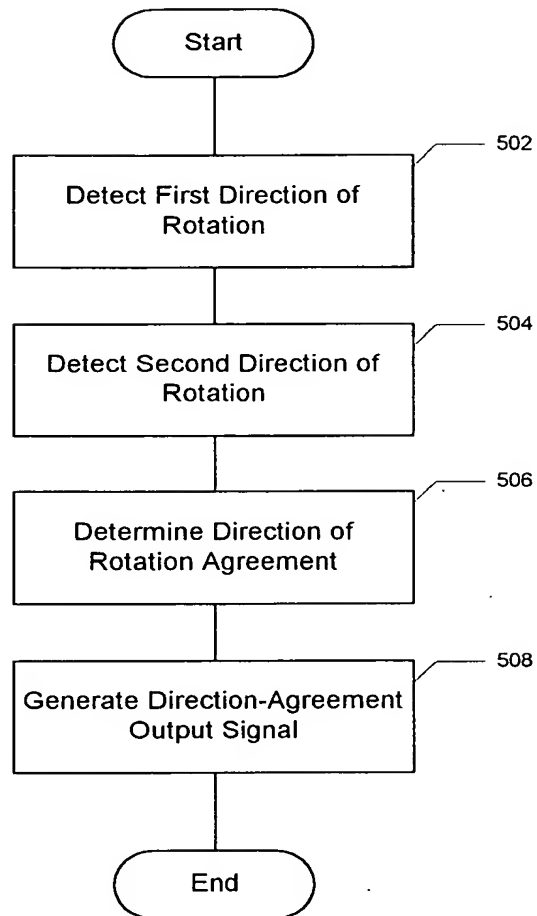 Start
502
Detect First Direction of
Rotation
504
Detect Second Direction of
Rotation
506
Determine Direction of
Rotation Agreement
508
Generate Direction-Agreement
Output Signal
End